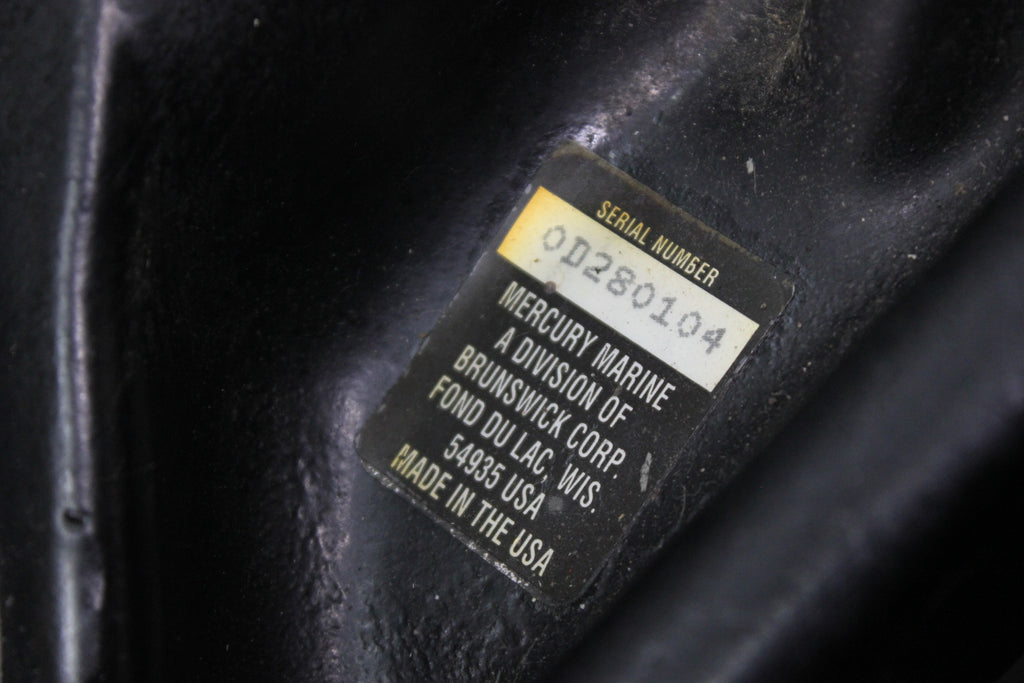 SERIAL NUMBER
0D280104
MERCURY MARINE
A DIVISION OF
BRUNSWICK CORP.
FOND DU LAC, WIS.
54935 USA
MADE IN THE USA